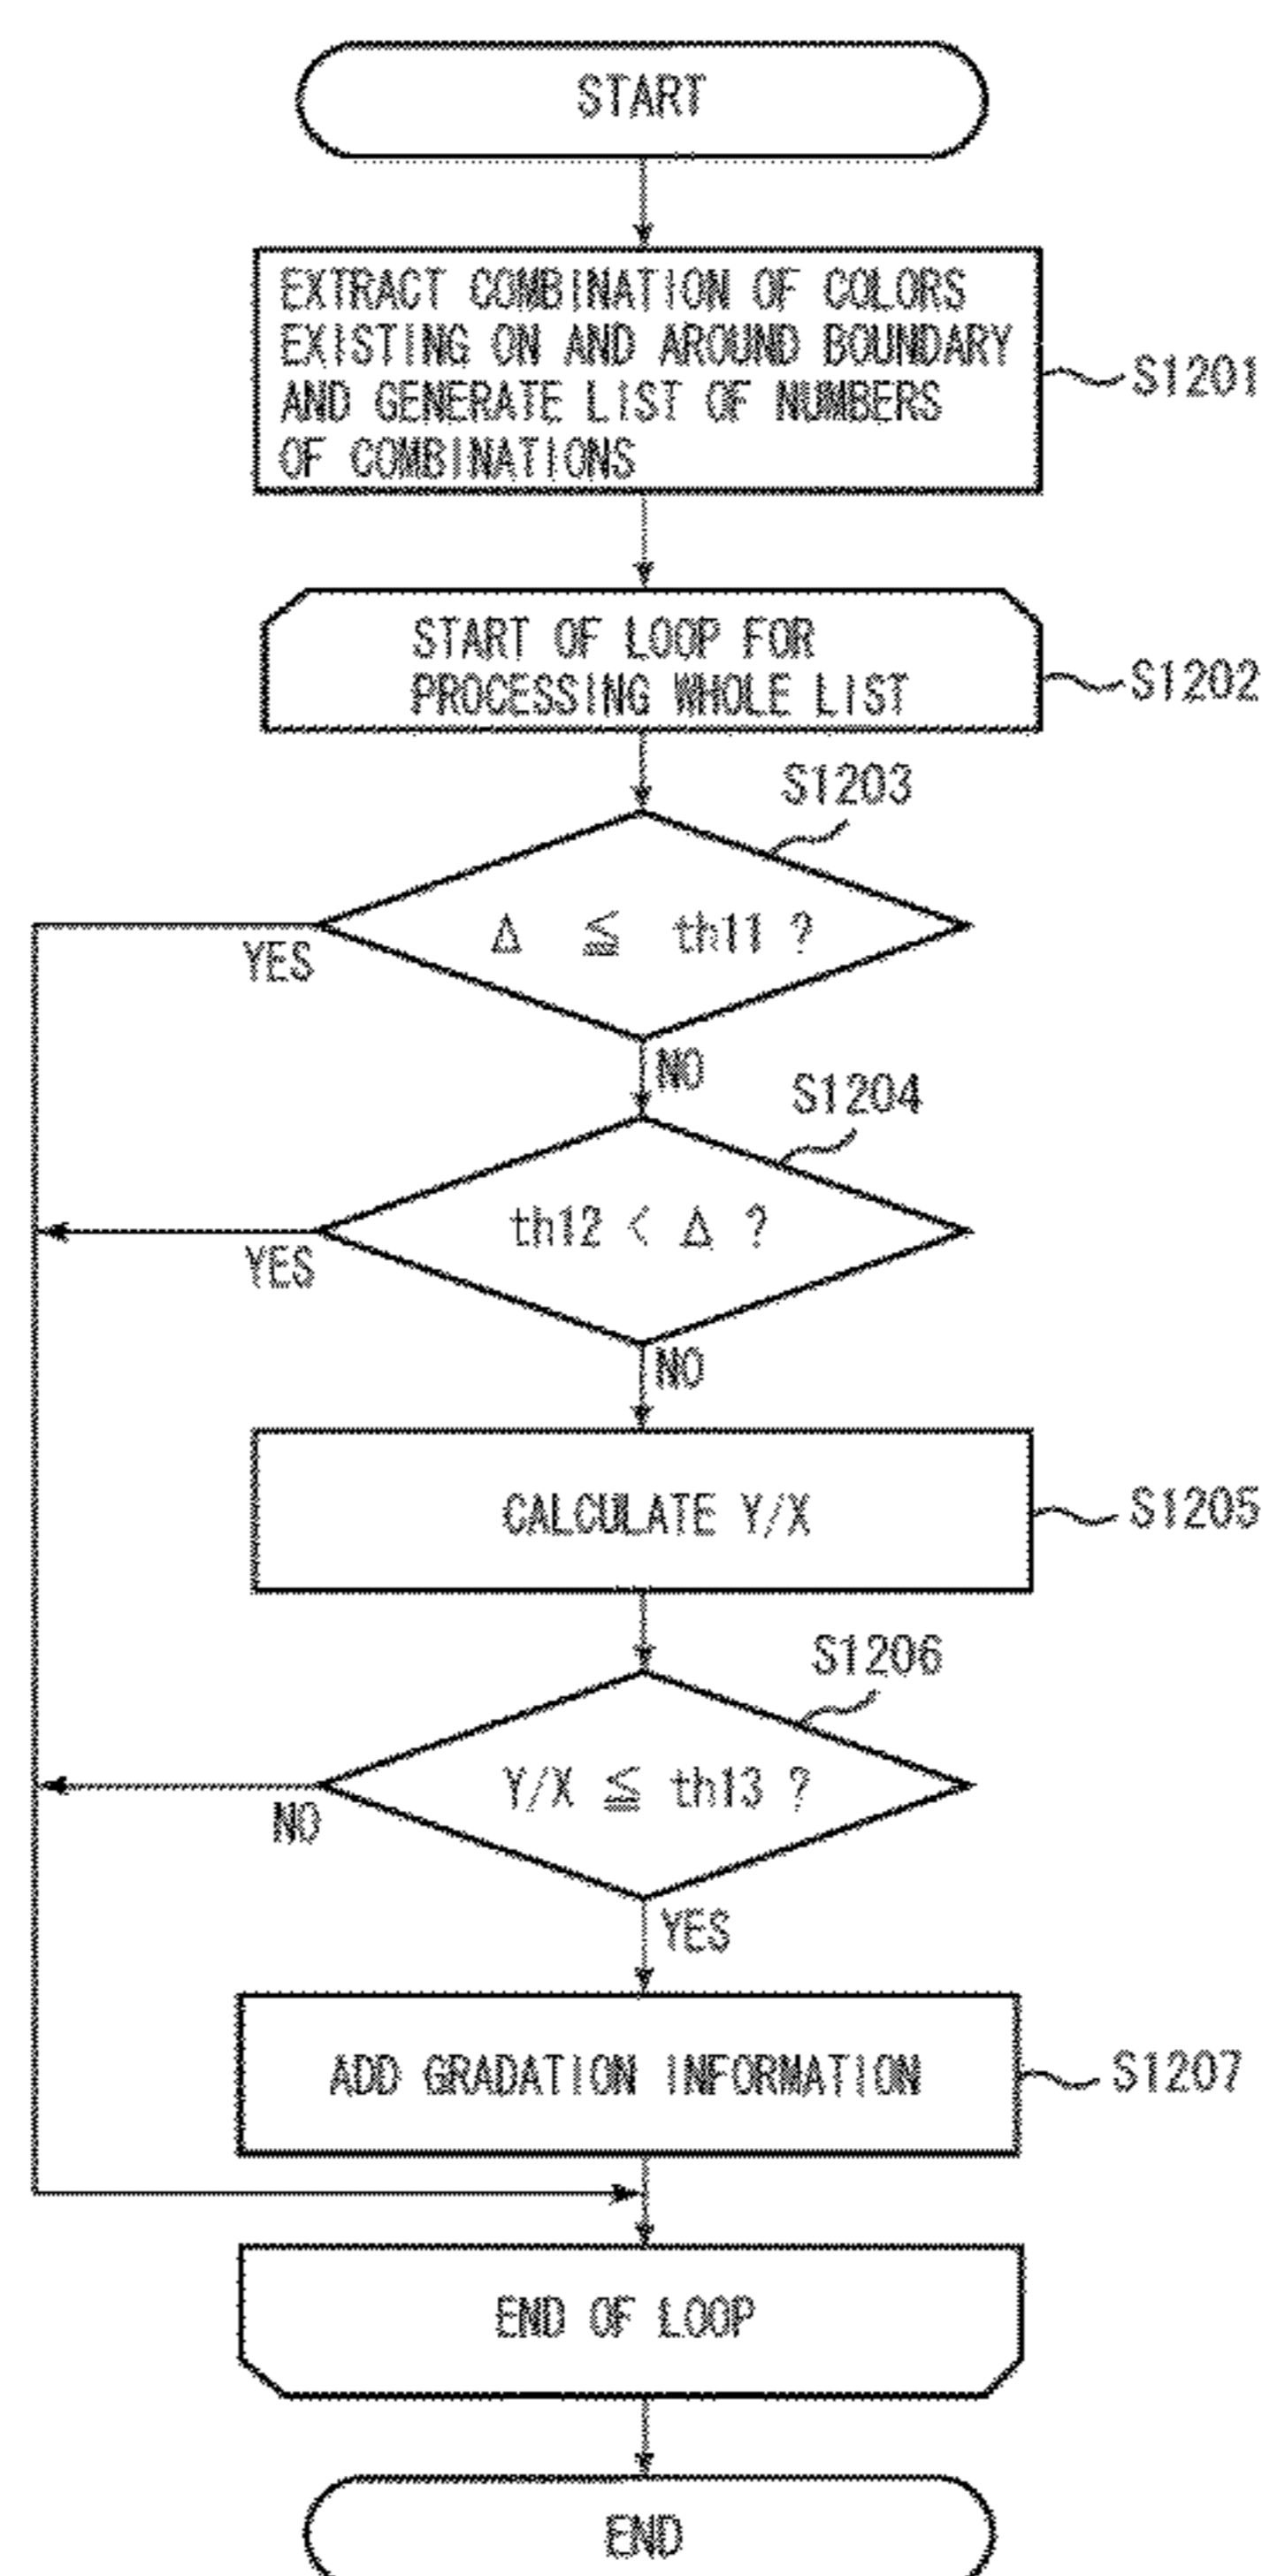 START
EXTRACT COMBINATION OF COLORS
EXISTING ON AND AROUND BOUNDARY
AND GENERATE LIST OF NUMBERS
OF COMBINATIONS
S1201
START OF LOOP FOR
PROCESSING WHOLE LIST
S1202
S1203
Δ ≦ th11 ?
YES
NO
S1204
th12 < Δ ?
YES
NO
CALCULATE Y/X
S1205
S1206
Y/X ≦ th13 ?
NO
YES
ADD GRADATION INFORMATION
S1207
END OF LOOP
END